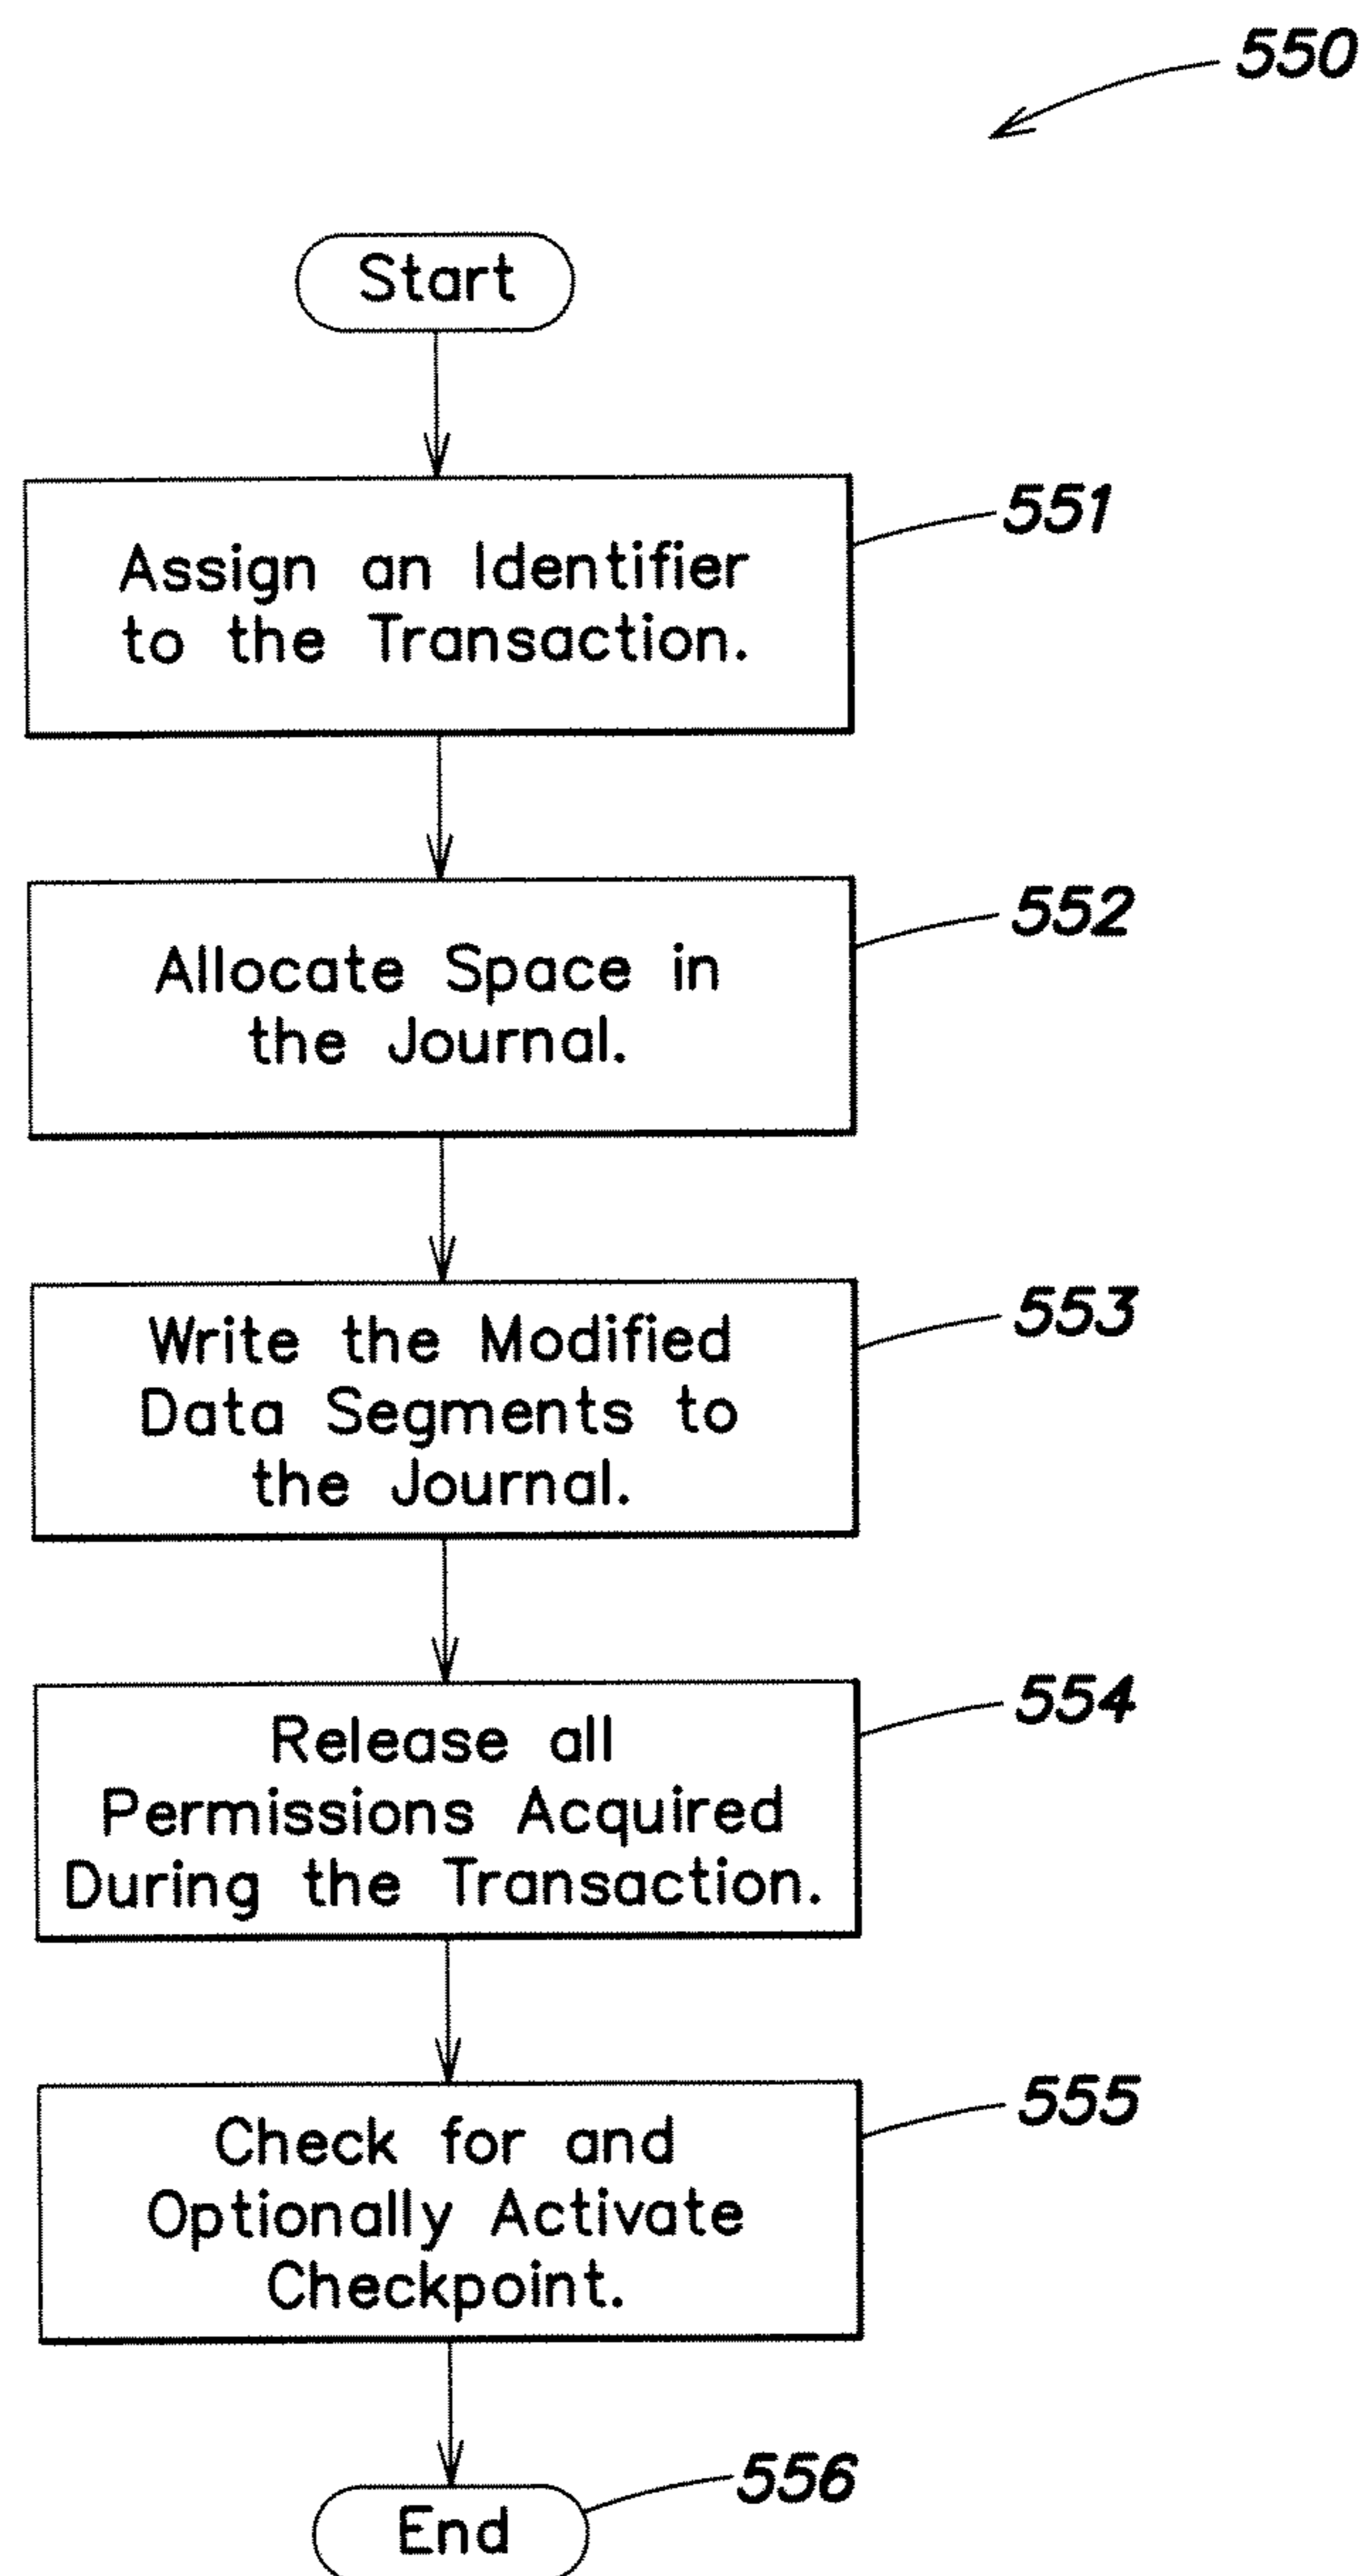 550
Start
551
Assign an Identifier
to the Transaction.
552
Allocate Space in
the Journal.
553
Write the Modified
Data Segments to
the Journal.
554
Release all
Permissions Acquired
During the Transaction.
555
Check for and
Optionally Activate
Checkpoint.
556
End